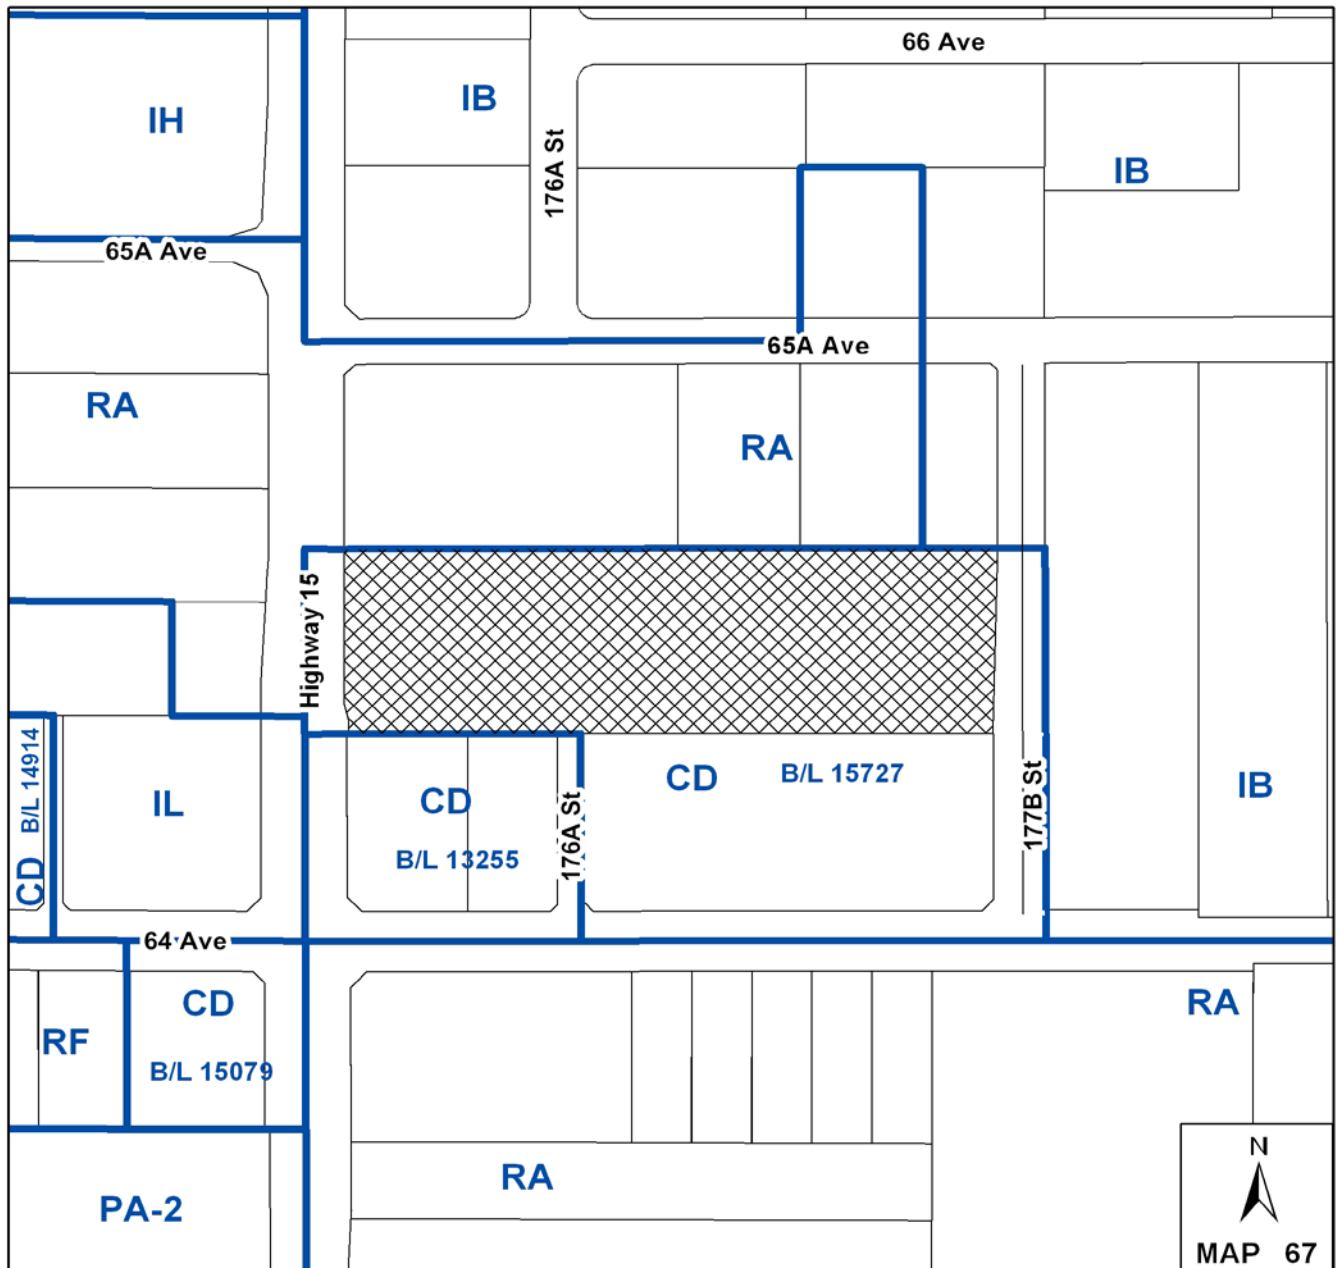 66 Ave
IB
IH
176A St
IB
65A Ave
65A Ave
RA
RA
Highway 15
B/L 14914
CD
IL
CD
B/L 13255
176A St
CD
B/L 15727
177B St
IB
64 Ave
CD
B/L 15079
RF
RA
RA
PA-2
N
MAP 67